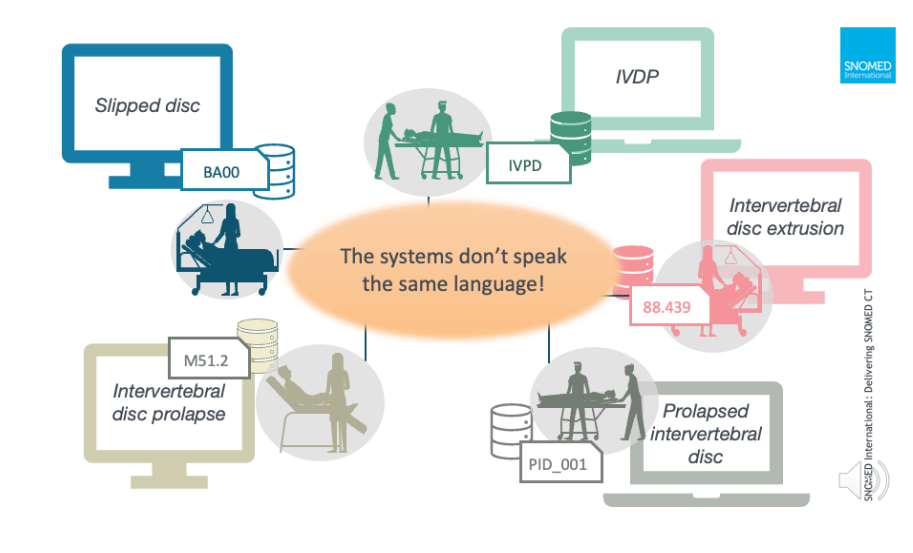 Slipped disc
BA00
IVDP
IVPD
SNOMED
International
Intervertebral
disc extrusion
88.439
The systems don't speak
the same language!
M51.2
Intervertebral
disc prolapse
Prolapsed
intervertebral
disc
PID_001
SNOMED International: Delivering SNOMED CT